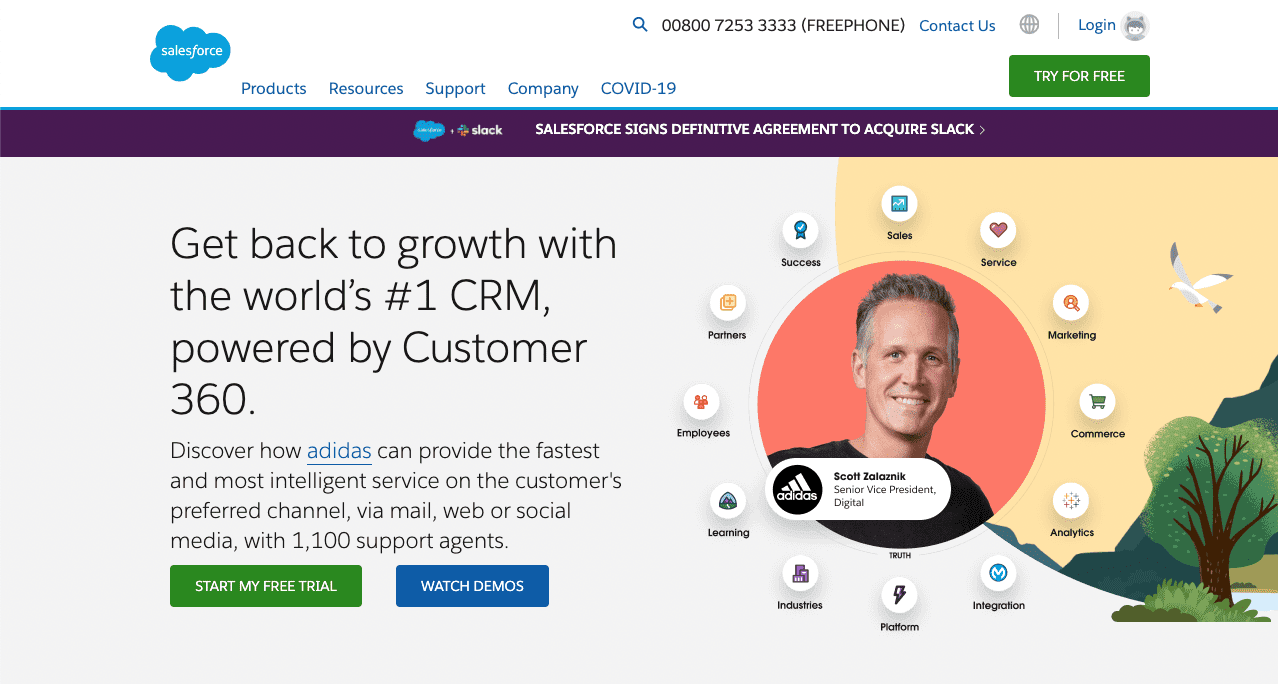 00800 7253 3333 (FREEPHONE) Contact Us Login
salesforce
TRY FOR FREE
Products Resources Support Company COVID-19
salesforce + slack SALESFORCE SIGNS DEFINITIVE AGREEMENT TO ACQUIRE SLACK >
Get back to growth with
the world’s #1 CRM,
powered by Customer
360.
Discover how adidas can provide the fastest
and most intelligent service on the customer's
preferred channel, via mail, web or social
media, with 1,100 support agents.
START MY FREE TRIAL WATCH DEMOS
Sales
Success
Service
Partners
Marketing
Employees
Commerce
adidas
Scott Zalaznik
Senior Vice President,
Digital
Learning
Analytics
TRUTH
Industries
Integration
Platform